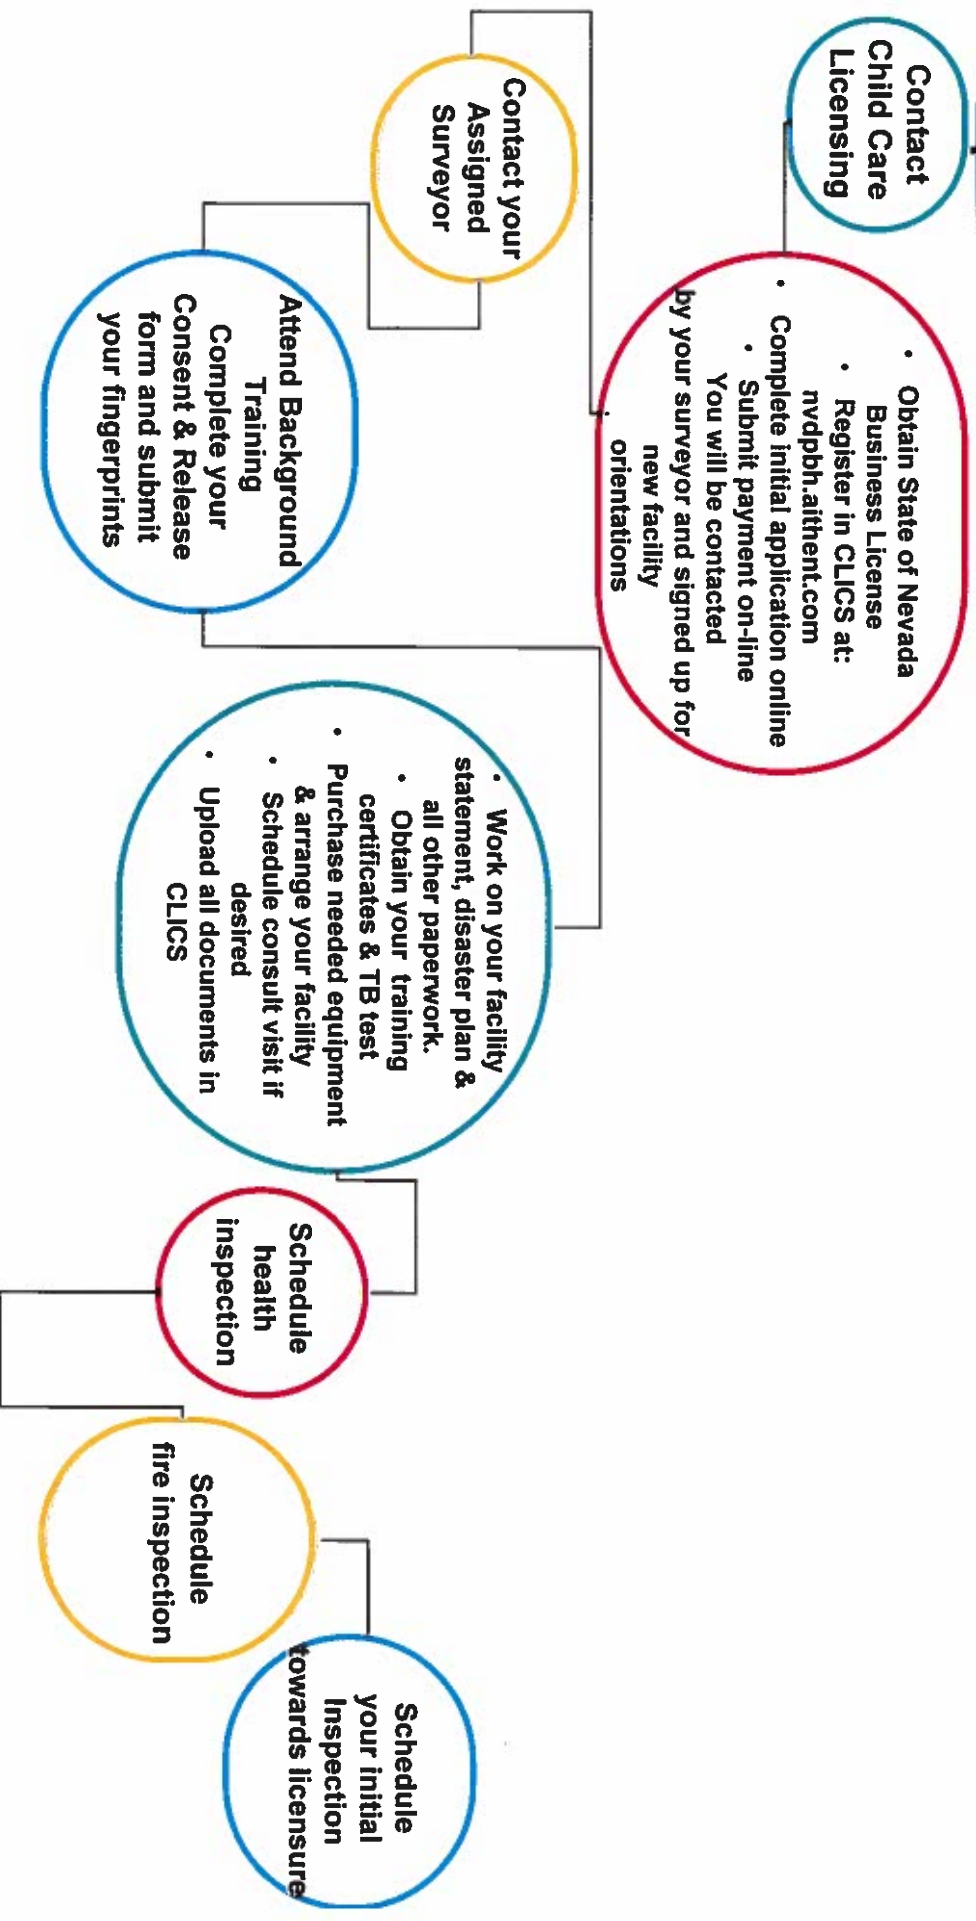 Contact
Child Care
Licensing
• Obtain State of Nevada
Business License
• Register in CLICS at:
nvdpbh.aithent.com
• Complete initial application online
• Submit payment on-line
You will be contacted
by your surveyor and signed up for
new facility
orientations
Contact your
Assigned
Surveyor
Attend Background
Training
Complete your
Consent & Release
form and submit
your fingerprints
• Work on your facility
statement, disaster plan &
all other paperwork.
• Obtain your training
certificates & TB test
• Purchase needed equipment
& arrange your facility
• Schedule consult visit if
desired
• Upload all documents in
CLICS
Schedule
health
inspection
Schedule
fire inspection
Schedule
your initial
Inspection
towards licensure